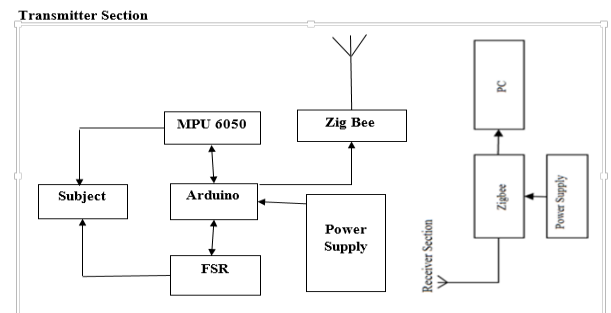 Transmitter Section
MPU 6050
Zig Bee
Subject
Arduino
Power
Supply
FSR
PC
Zigbee
Power Supply
Receiver Section